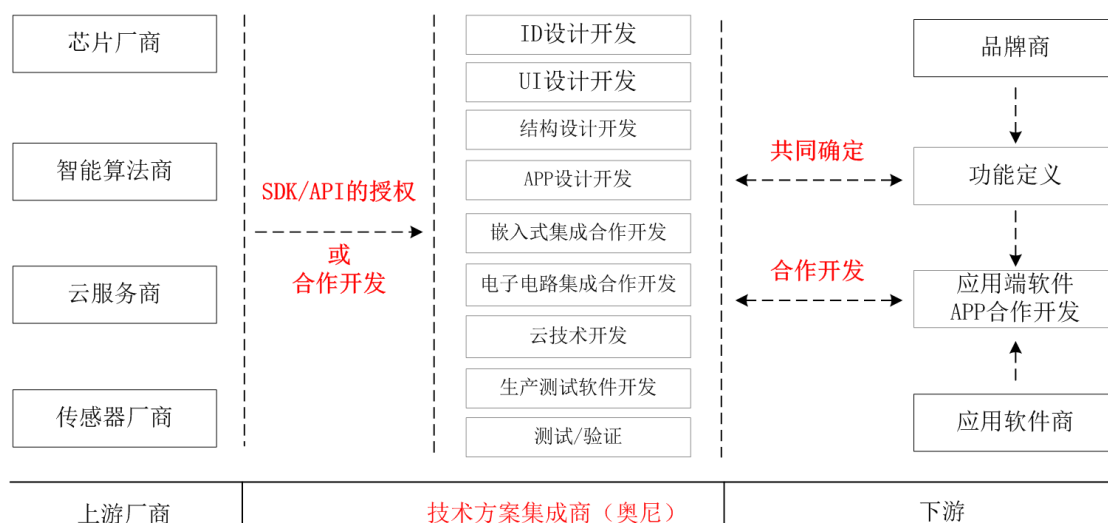 芯片厂商
智能算法商
云服务商
传感器厂商
SDK/API的授权
或
合作开发
ID设计开发
UI设计开发
结构设计开发
APP设计开发
嵌入式集成合作开发
电子电路集成合作开发
云技术开发
生产测试软件开发
测试/验证
共同确定
合作开发
品牌商
功能定义
应用端软件
APP合作开发
应用软件商
上游厂商
技术方案集成商（奥尼）
下游